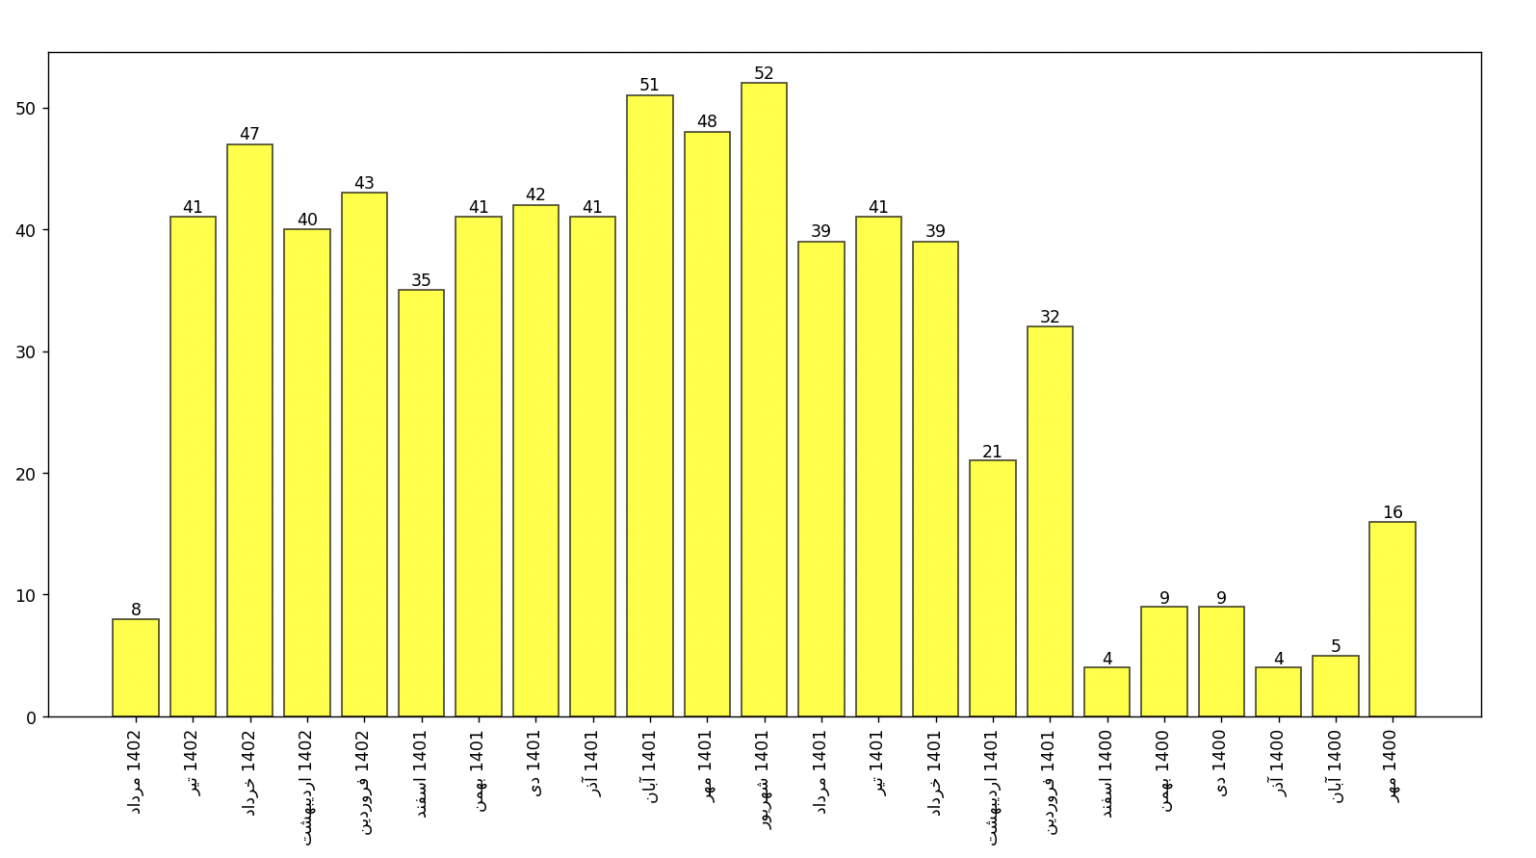 50
40
30
20
10
0
8
41
47
40
43
35
41
42
41
51
48
52
39
41
39
21
32
4
9
9
4
5
16
مرداد 1402
تیر 1402
خرداد 1402
اردیبهشت 1402
فروردین 1402
اسفند 1401
بهمن 1401
دی 1401
آذر 1401
آبان 1401
مهر 1401
شهریور 1401
مرداد 1401
تیر 1401
خرداد 1401
اردیبهشت 1401
فروردین 1401
اسفند 1400
بهمن 1400
دی 1400
آذر 1400
آبان 1400
مهر 1400